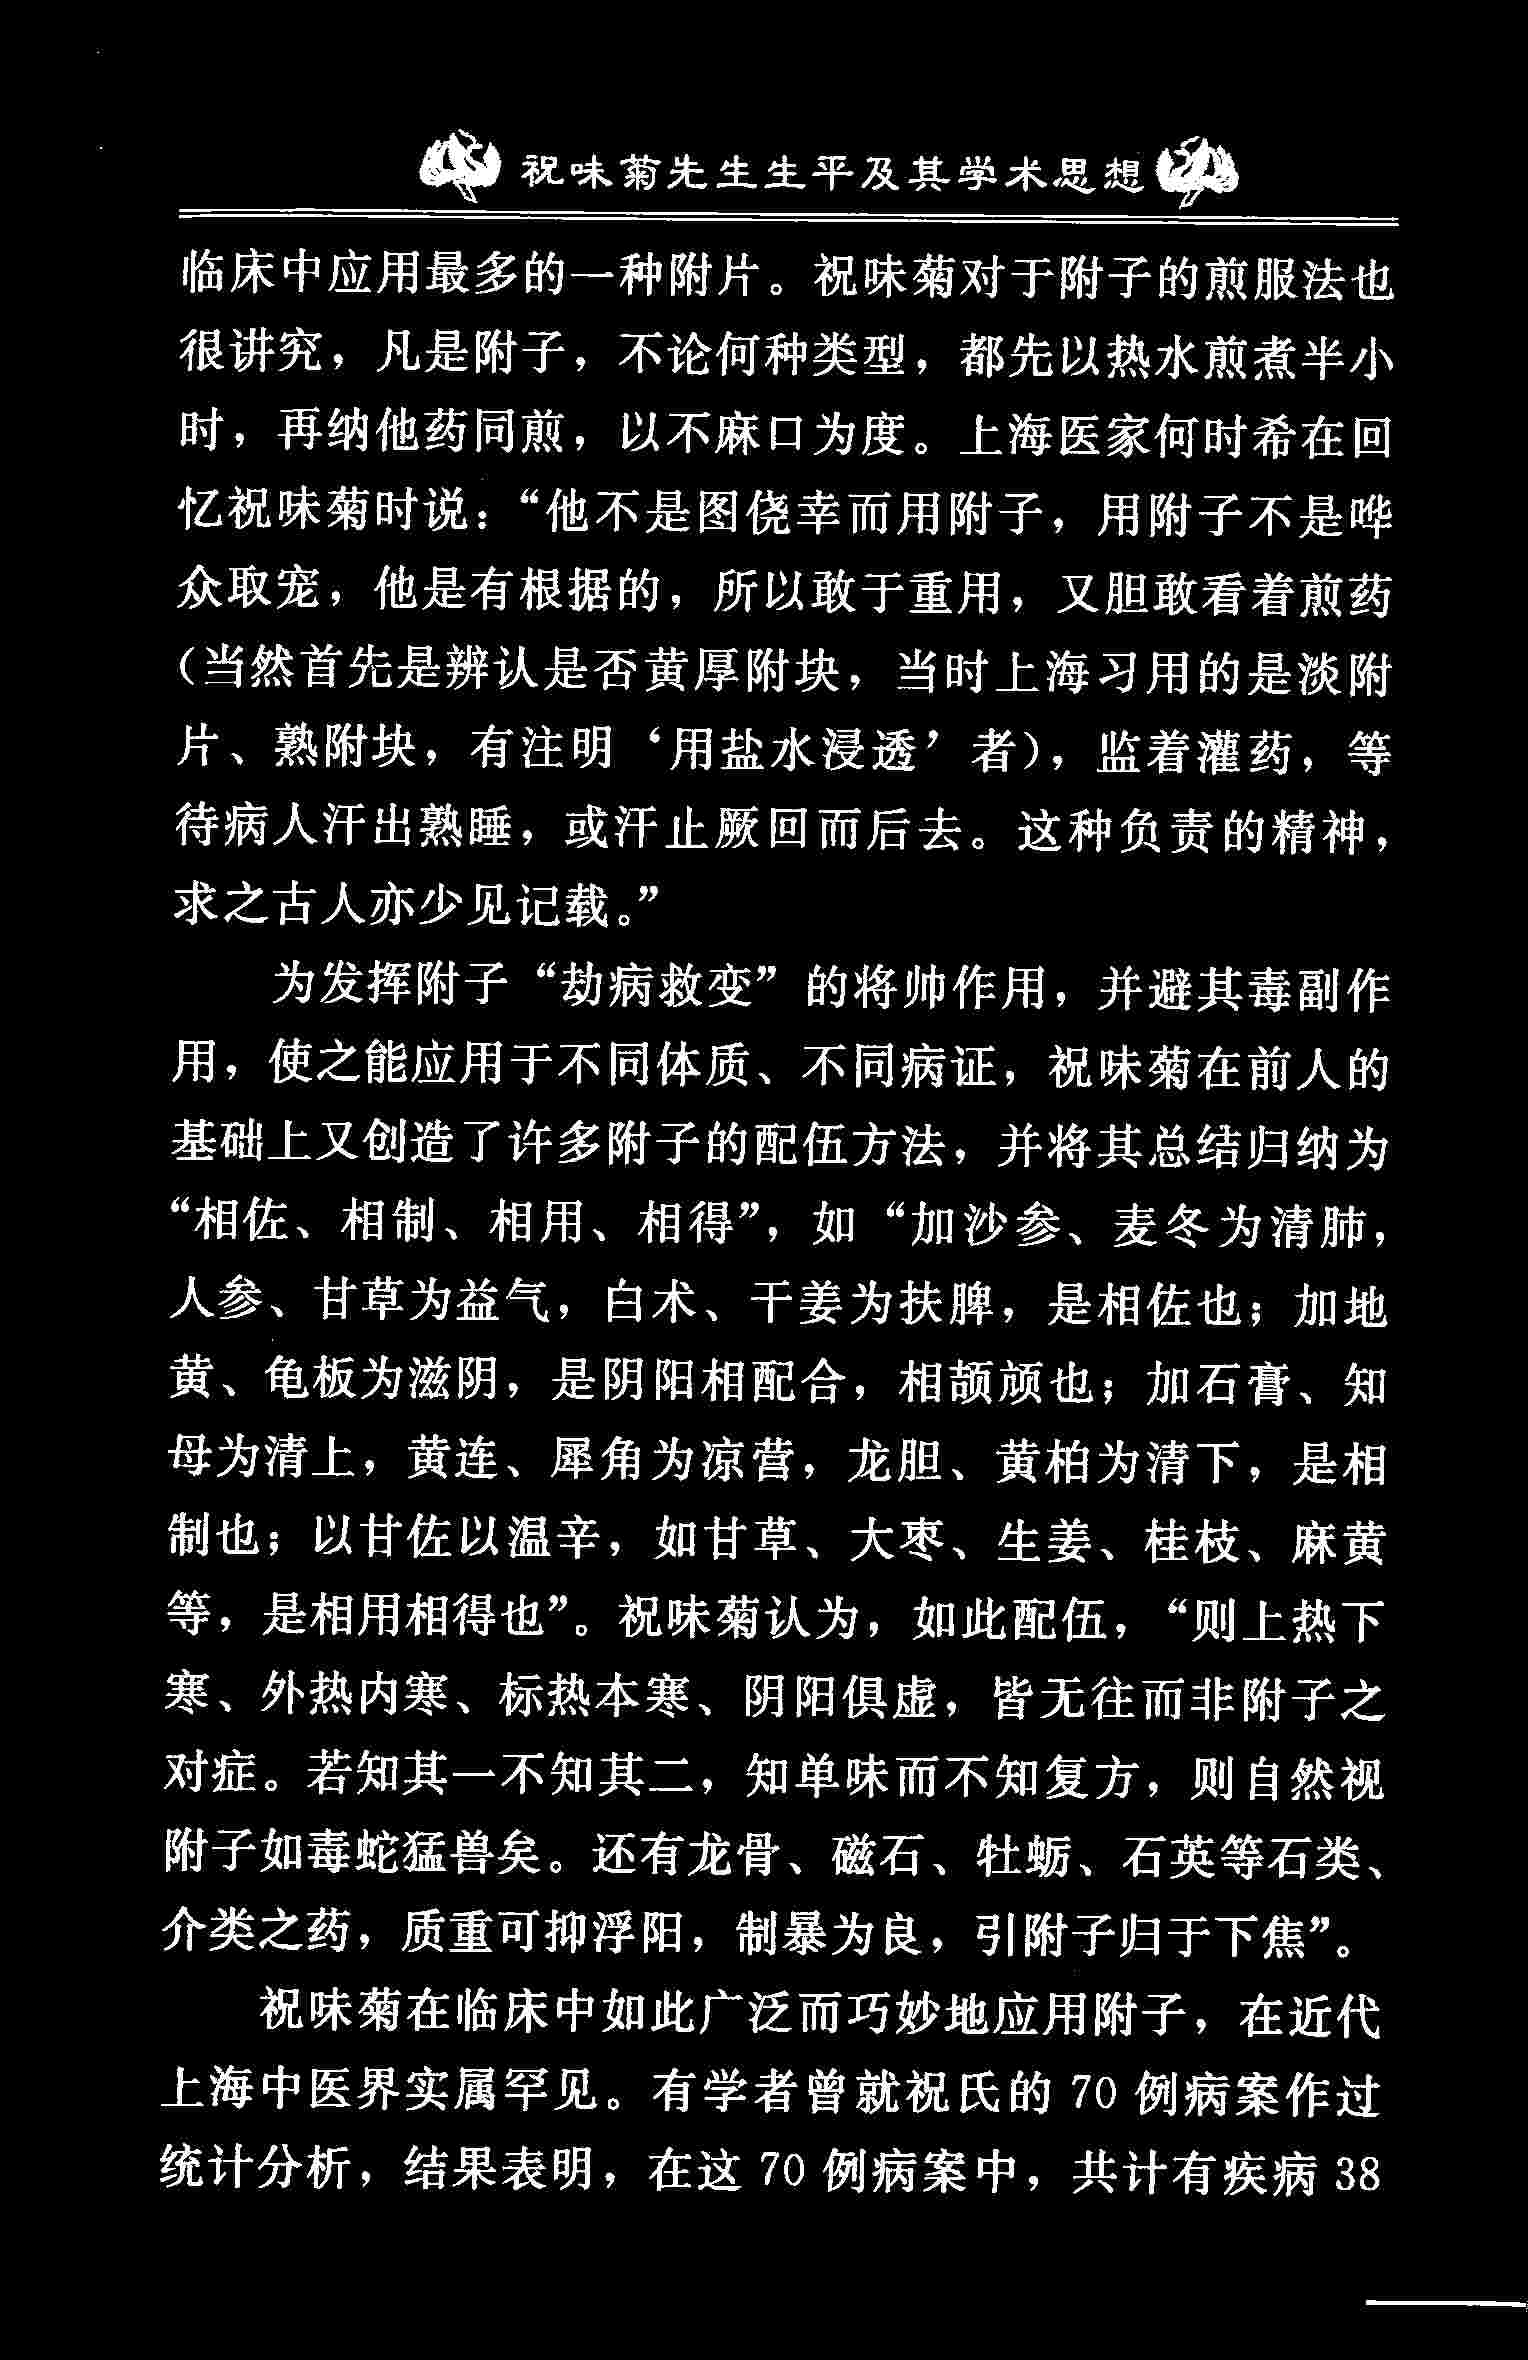 祝味菊先生生平及其学术思想
临床中应用最多的一种附片。祝味菊对于附子的煎服法也
很讲究，凡是附子，不论何种类型，都先以热水煎煮半小
时，再纳他药同煎，以不麻口为度。上海医家何时希在回
忆祝味菊时说：“他不是图侥幸而用附子，用附子不是哗
众取宠，他是有根据的，所以敢于重用，又胆敢看着煎药
（当然首先是辨认是否黄厚附块，当时上海习用的是淡附
片、熟附块，有注明‘用盐水浸透’者），监着灌药，等
待病人汗出熟睡，或汗止厥回而后去。这种负责的精神，
求之古人亦少见记载。”
为发挥附子“劫病救变”的将帅作用，并避其毒副作
用，使之能应用于不同体质、不同病证，祝味菊在前人的
基础上又创造了许多附子的配伍方法，并将其总结归纳为
“相佐、相制、相用、相得”，如“加沙参、麦冬为清肺，
人参、甘草为益气，白术、干姜为扶脾，是相佐也；加地
黄、龟板为滋阴，是阴阳相配合，相颉颃也；加石膏、知
母为清上，黄连、犀角为凉营，龙胆、黄柏为清下，是相
制也；以甘佐以温辛，如甘草、大枣、生姜、桂枝、麻黄
等，是相用相得也”。祝味菊认为，如此配伍，“则上热下
寒、外热内寒、标热本寒、阴阳俱虚，皆无往而非附子之
对症。若知其一不知其二，知单味而不知复方，则自然视
附子如毒蛇猛兽矣。还有龙骨、磁石、牡蛎、石英等石类、
介类之药，质重可抑浮阳，制暴为良，引附子归于下焦”。
祝味菊在临床中如此广泛而巧妙地应用附子，在近代
上海中医界实属罕见。有学者曾就祝氏的 70 例病案作过
统计分析，结果表明，在这 70 例病案中，共计有疾病 38